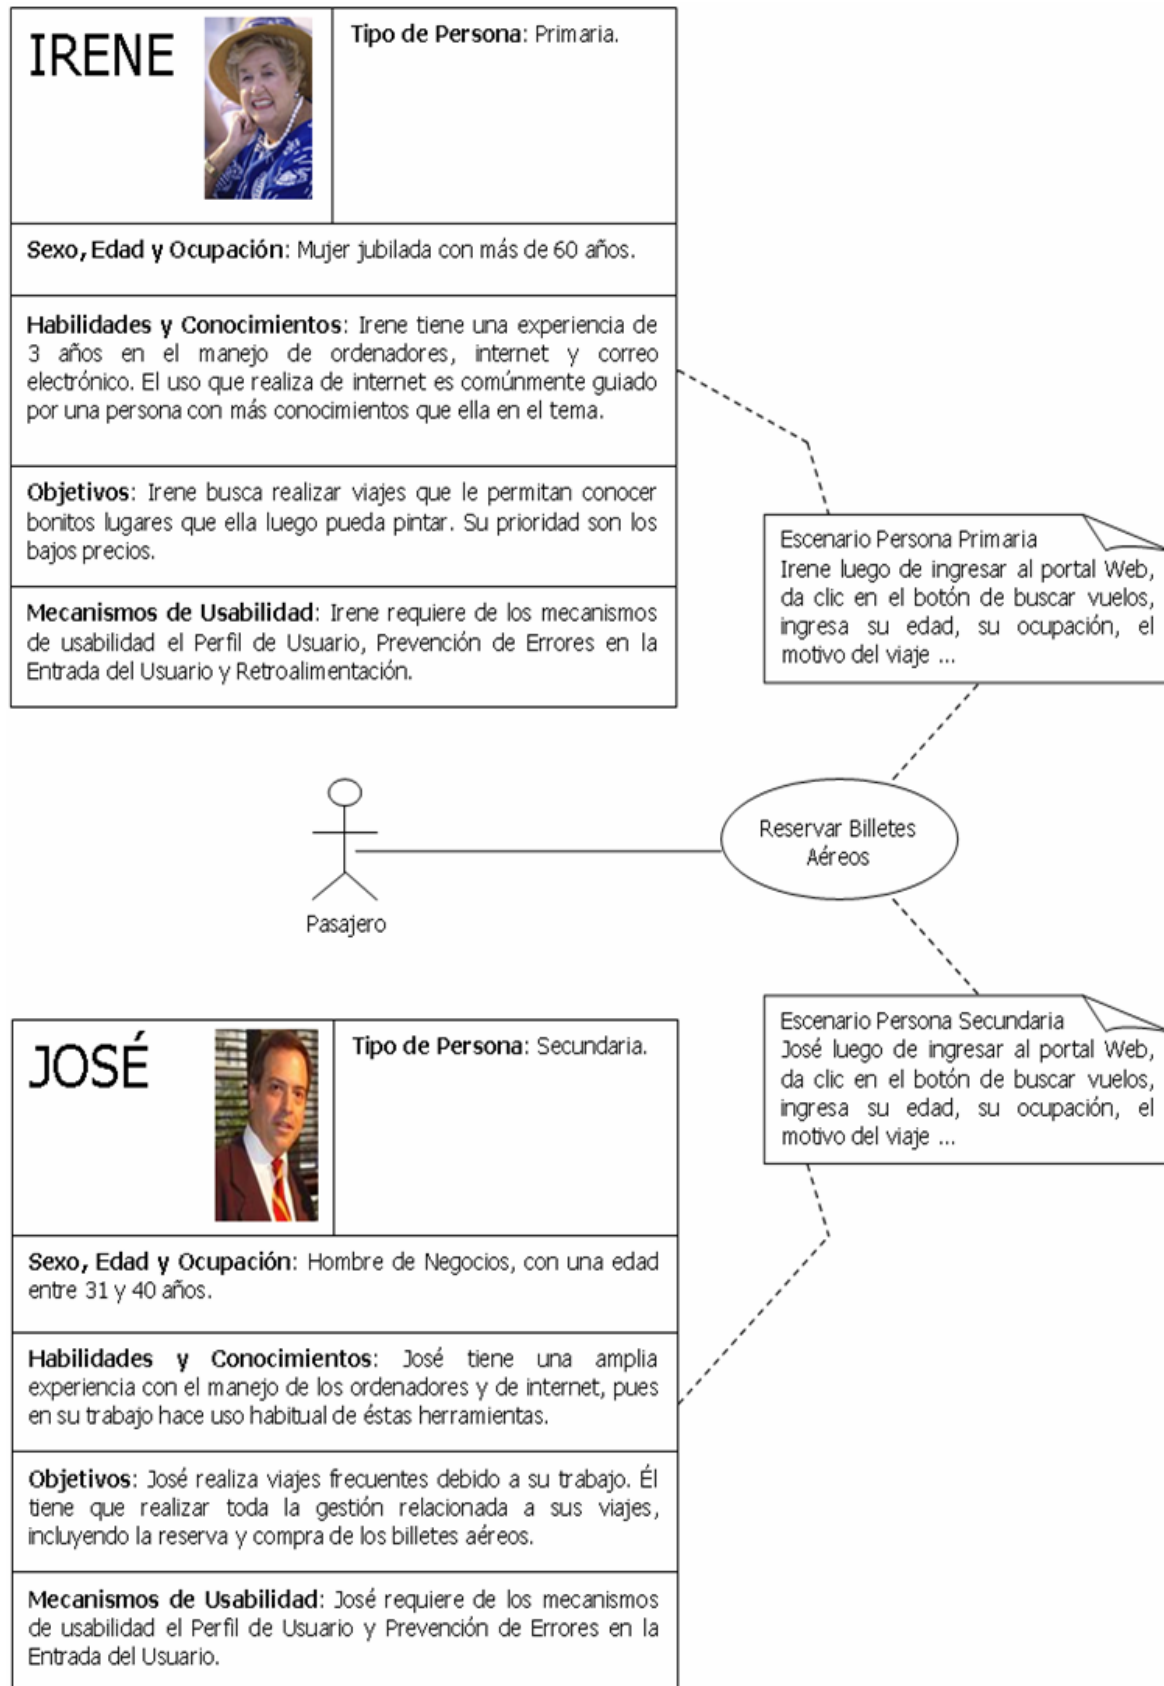 IRENE
Tipo de Persona: Primaria.
Sexo, Edad y Ocupación: Mujer jubilada con más de 60 años.
Habilidades y Conocimientos: Irene tiene una experiencia de
3 años en el manejo de ordenadores, internet y correo
electrónico. El uso que realiza de internet es comúnmente guiado
por una persona con más conocimientos que ella en el tema.
Objetivos: Irene busca realizar viajes que le permitan conocer
bonitos lugares que ella luego pueda pintar. Su prioridad son los
bajos precios.
Mecanismos de Usabilidad: Irene requiere de los mecanismos
de usabilidad el Perfil de Usuario, Prevención de Errores en la
Entrada del Usuario y Retroalimentación.
Escenario Persona Primaria
Irene luego de ingresar al portal Web,
da clic en el botón de buscar vuelos,
ingresa su edad, su ocupación, el
motivo del viaje ...
Reservar Billetes
Aéreos
Pasajero
Escenario Persona Secundaria
José luego de ingresar al portal Web,
da clic en el botón de buscar vuelos,
ingresa su edad, su ocupación, el
motivo del viaje ...
JOSÉ
Tipo de Persona: Secundaria.
Sexo, Edad y Ocupación: Hombre de Negocios, con una edad
entre 31 y 40 años.
Habilidades y Conocimientos: José tiene una amplia
experiencia con el manejo de los ordenadores y de internet, pues
en su trabajo hace uso habitual de éstas herramientas.
Objetivos: José realiza viajes frecuentes debido a su trabajo. Él
tiene que realizar toda la gestión relacionada a sus viajes,
incluyendo la reserva y compra de los billetes aéreos.
Mecanismos de Usabilidad: José requiere de los mecanismos
de usabilidad el Perfil de Usuario y Prevención de Errores en la
Entrada del Usuario.